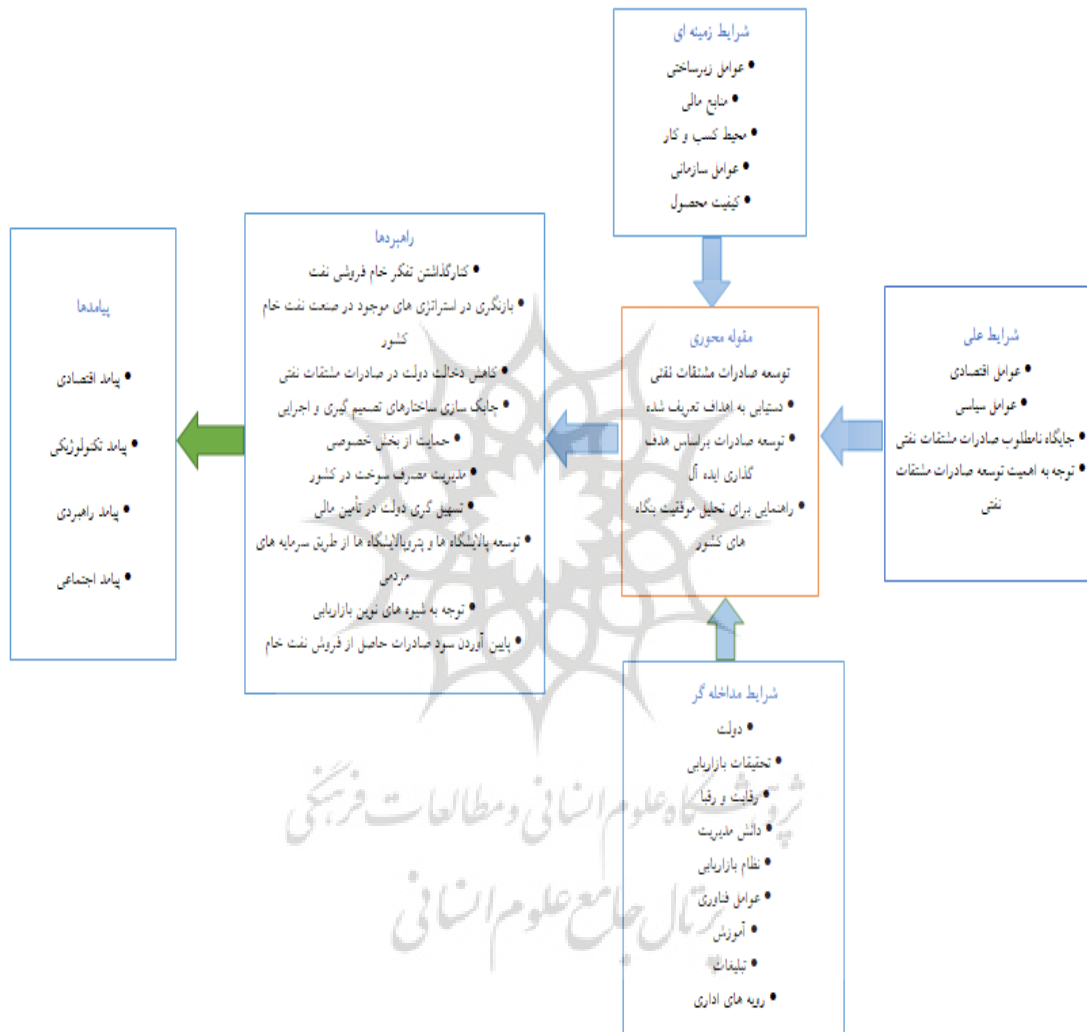 شرایط زمینه ای
• عوامل زیرساختی
• منابع مالی
• محیط کسب و کار
• عوامل سازمانی
• کیفیت محصول
شرایط علی
• عوامل اقتصادی
• عوامل سیاسی
• جایگاه نامطلوب صادرات مشتقات نفتی
• توجه به اهمیت توسعه صادرات مشتقات
نفتی
مقوله محوری
توسعه صادرات مشتقات نفتی
• دستیابی به اهداف تعریف شده
• توسعه صادرات براساس هدف
گذاری ایده آل
• راهنمایی برای تحلیل موفقیت بنگاه
های کشور
راهبردها
• کنارگذاشتن تفکر خام فروشی نفت
• بازنگری در استراتژی های موجود در صنعت نفت خام
کشور
• کاهش دخالت دولت در صادرات مشتقات نفتی
• چابک سازی ساختارهای تصمیم گیری و اجرایی
• حمایت از بخش خصوصی
• مدیریت مصرف سوخت در کشور
• تسهیل گری دولت در تأمین مالی
• توسعه پالایشگاه ها و پتروپالایشگاه ها از طریق سرمایه های
مردمی
• توجه به شیوه های نوین بازاریابی
• پایین آوردن سود صادرات حاصل از فروش نفت خام
پیامدها
• پیامد اقتصادی
• پیامد تکنولوژیکی
• پیامد راهبردی
• پیامد اجتماعی
شرایط مداخله گر
• دولت
• تحقیقات بازاریابی
• رقابت و رقبا
• دانش مدیریت
• نظام بازاریابی
• عوامل فناوری
• آموزش
• تبلیغات
• رویه های اداری
پژوهشگاه علوم انسانی و مطالعات فرهنگی
پرتال جامع علوم انسانی